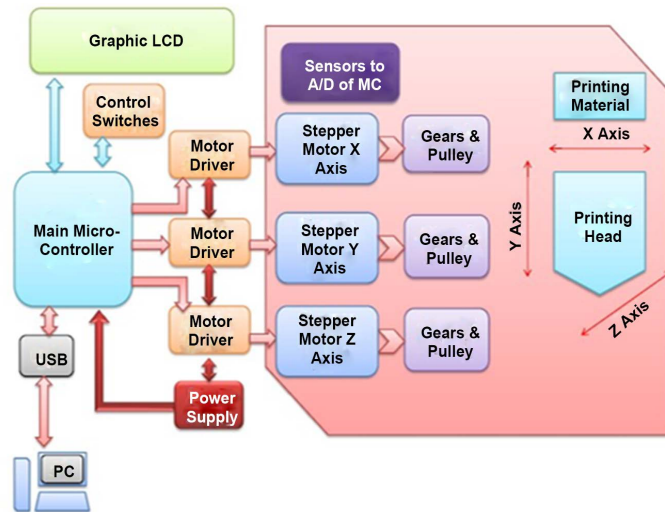 Graphic LCD
Sensors to
A/D of MC
Printing
Material
Control
Switches
X Axis
Motor
Driver
Stepper
Motor X
Axis
Gears &
Pulley
Main Micro-
Controller
Motor
Driver
Stepper
Motor Y
Axis
Gears &
Pulley
Y Axis
Printing
Head
Motor
Driver
Stepper
Motor Z
Axis
Gears &
Pulley
Z Axis
USB
Power
Supply
PC